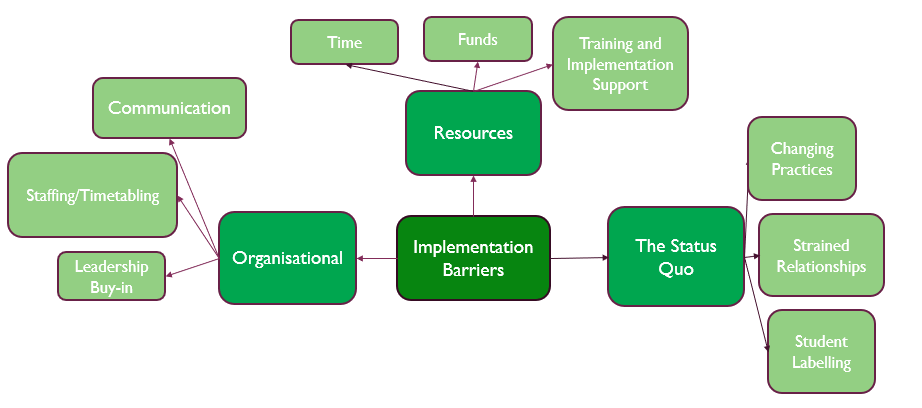 Time
Funds
Training and
Implementation
Support
Communication
Resources
Changing
Practices
Staffing/Timetabling
Organisational
Implementation
Barriers
The Status
Quo
Strained
Relationships
Leadership
Buy-in
Student
Labelling